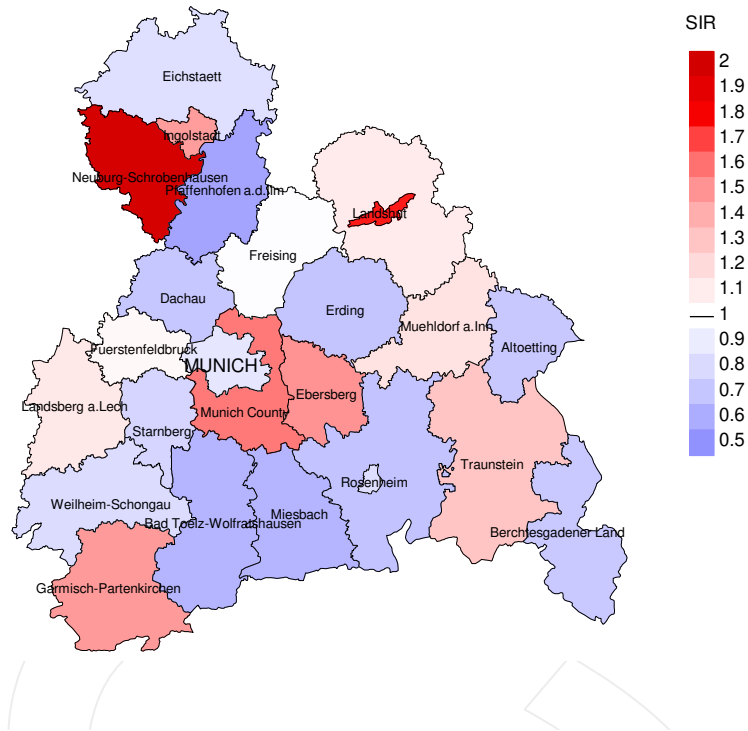 SIR
Eichstaett
2
1.9
1.8
1.7
1.6
1.5
1.4
1.3
1.2
1.1
1
0.9
0.8
0.7
0.6
0.5
Ingolstadt
Neuburg-Schrobenhausen
Pfaffenhofen a.d.Ilm
Landshut
Freising
Dachau
Erding
Muehldorf a.Inn
Altoetting
Fuerstenfeldbruck
MUNICH
Ebersberg
Landsberg a.Lech
Munich County
Starnberg
Traunstein
Rosenheim
Weilheim-Schongau
Miesbach
Bad Toelz-Wolfratshausen
Berchtesgadener Land
Garmisch-Partenkirchen